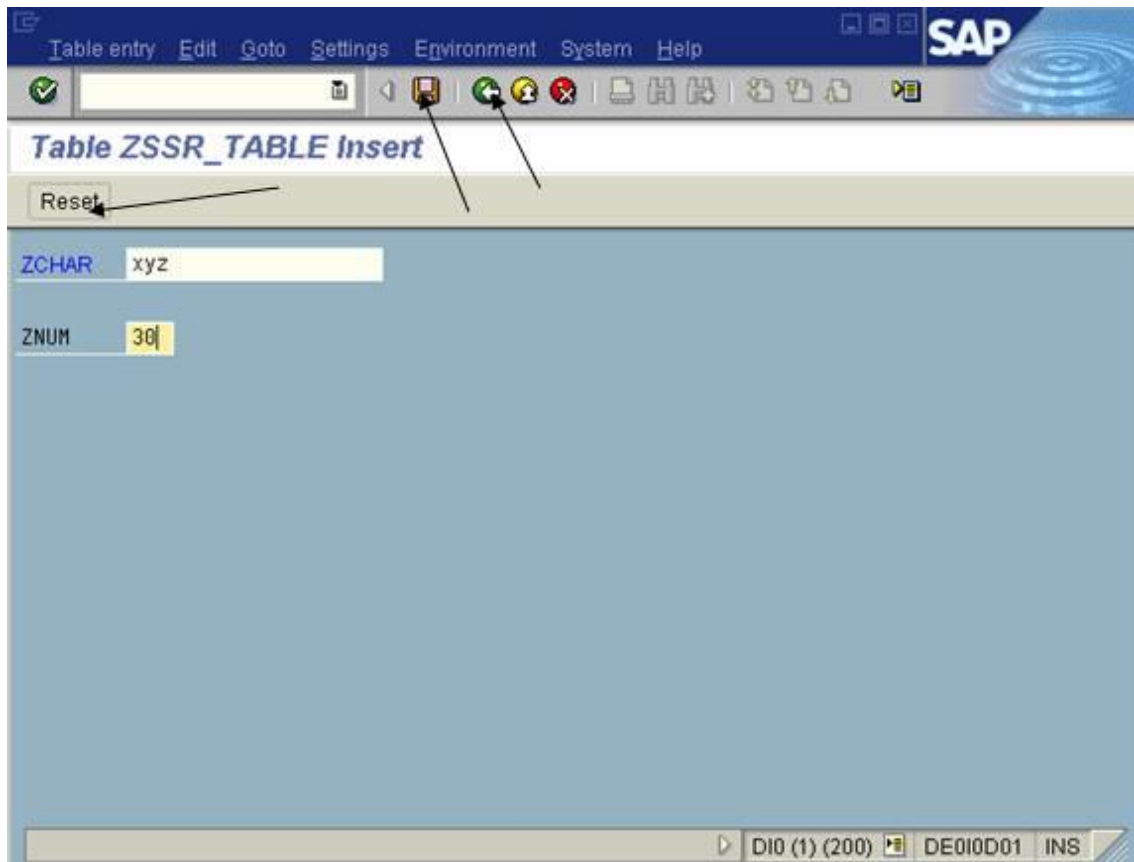 Table entry Edit Goto Settings Environment System Help
SAP
Table ZSSR_TABLE Insert
Reset
ZCHAR xyz
ZNUM 30
DI0 (1) (200) DE0I0D01 INS